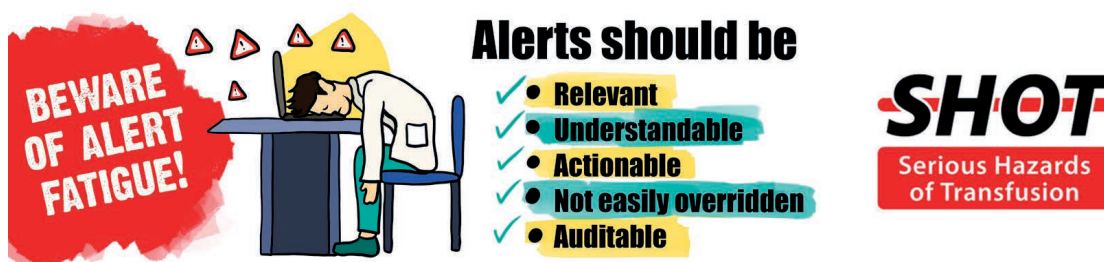 BEWARE
OF ALERT
FATIGUE!
Alerts should be
✓ • Relevant
✓ • Understandable
✓ • Actionable
✓ • Not easily overridden
✓ • Auditable
SHOT
Serious Hazards
of Transfusion